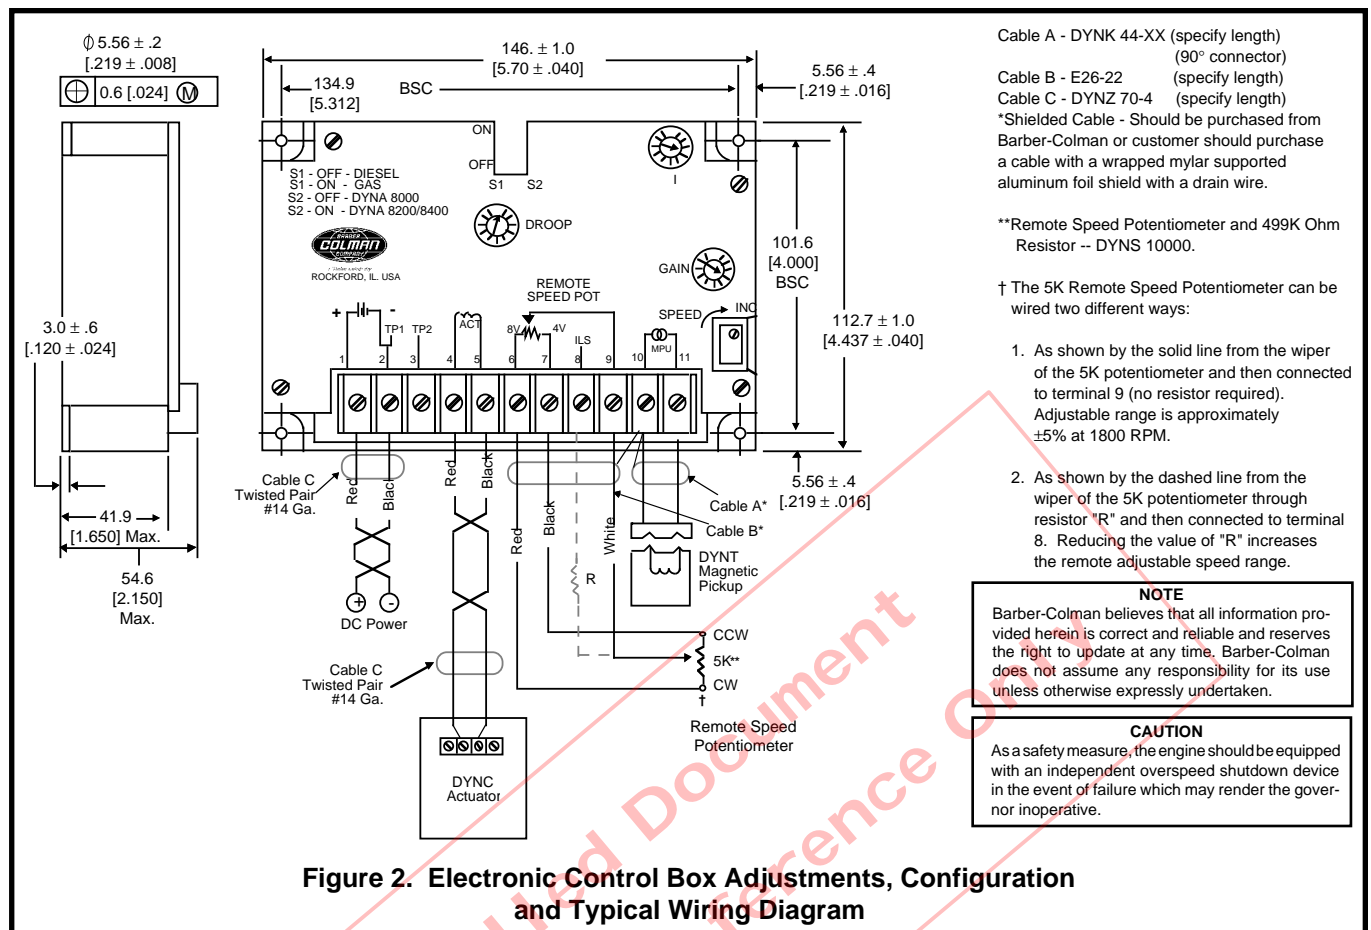 ∅ 5.56 ± .2
[.219 ± .008]
0.6 [.024] Ⓜ
146. ± 1.0
[5.70 ± .040]
134.9
[5.312]
BSC
5.56 ± .4
[.219 ± .016]
ON
OFF
S1 S2
I
S1 - OFF - DIESEL
S1 - ON - GAS
S2 - OFF - DYNA 8000
S2 - ON - DYNA 8200/8400
DROOP
BARBER
COLMAN
COMPANY
ROCKFORD, IL. USA
GAIN
101.6
[4.000]
BSC
REMOTE
SPEED POT
SPEED
INC
112.7 ± 1.0
[4.437 ± .040]
+ -
TP1 TP2
ACT
8V 4V
ILS
MPU
1 2 3 4 5 6 7 8 9 10 11
3.0 ± .6
[.120 ± .024]
41.9
[1.650] Max.
54.6
[2.150]
Max.
5.56 ± .4
[.219 ± .016]
Cable C
Twisted Pair
#14 Ga.
Red
Black
Red
Black
Red
Black
White
R
Cable A*
Cable B*
DYNT
Magnetic
Pickup
+ -
DC Power
Cable C
Twisted Pair
#14 Ga.
CCW
5K**
CW
†
Remote Speed
Potentiometer
DYNC
Actuator
Cable A - DYNK 44-XX (specify length)
(90° connector)
Cable B - E26-22 (specify length)
Cable C - DYNZ 70-4 (specify length)
*Shielded Cable - Should be purchased from
Barber-Colman or customer should purchase
a cable with a wrapped mylar supported
aluminum foil shield with a drain wire.
**Remote Speed Potentiometer and 499K Ohm
Resistor -- DYNS 10000.
† The 5K Remote Speed Potentiometer can be
wired two different ways:
1. As shown by the solid line from the wiper
of the 5K potentiometer and then connected
to terminal 9 (no resistor required).
Adjustable range is approximately
±5% at 1800 RPM.
2. As shown by the dashed line from the
wiper of the 5K potentiometer through
resistor "R" and then connected to terminal
8. Reducing the value of "R" increases
the remote adjustable speed range.
NOTE
Barber-Colman believes that all information pro-
vided herein is correct and reliable and reserves
the right to update at any time. Barber-Colman
does not assume any responsibility for its use
unless otherwise expressly undertaken.
CAUTION
As a safety measure, the engine should be equipped
with an independent overspeed shutdown device
in the event of failure which may render the gover-
nor inoperative.
Figure 2. Electronic Control Box Adjustments, Configuration
and Typical Wiring Diagram
lled Document
ference Only